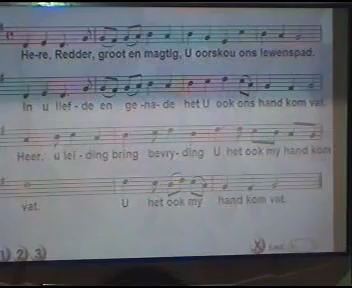 He-re, Redder, groot en magtig, U oorskou ons lewenspad.
In u lief - de en ge -na- de het U ook ons hand kom vat.
Heer, u lei - ding bring bevry- ding U het ook my hand kom
vat. U het ook my hand kom vat.
1) 2) 3)